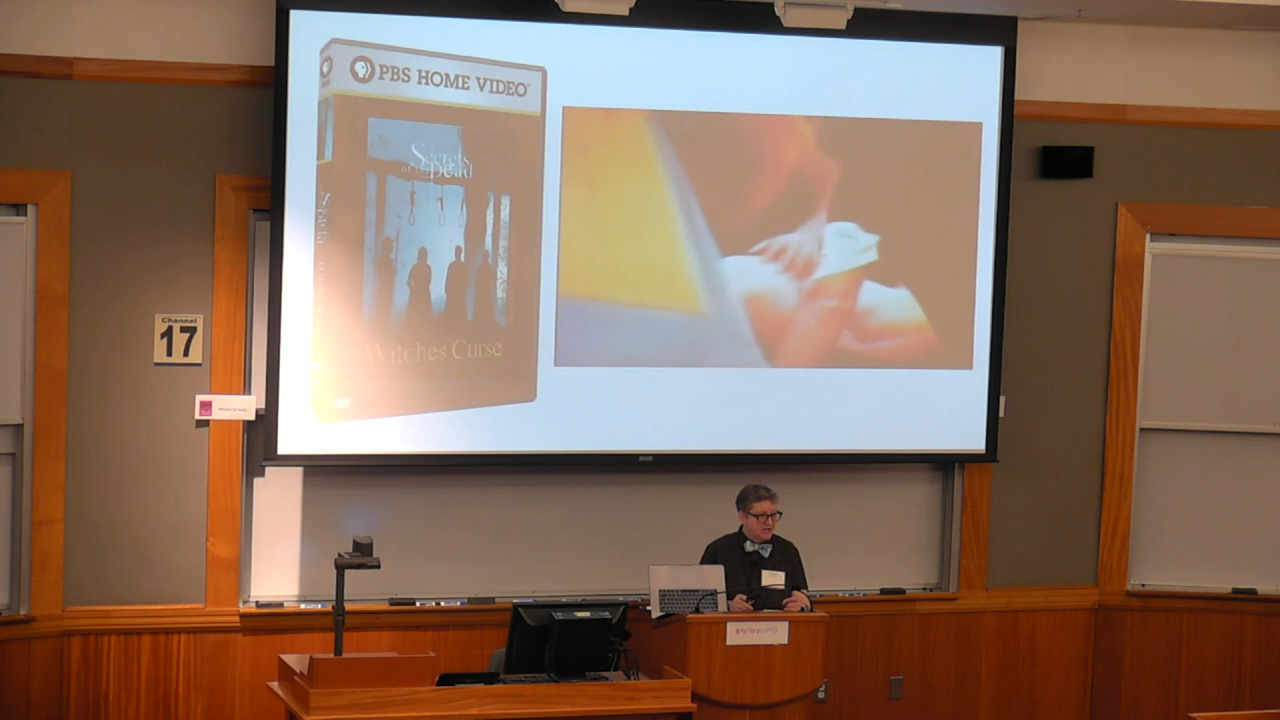 PBS HOME VIDEO
Secrets
of the Dead
Witches Curse
Channel
17